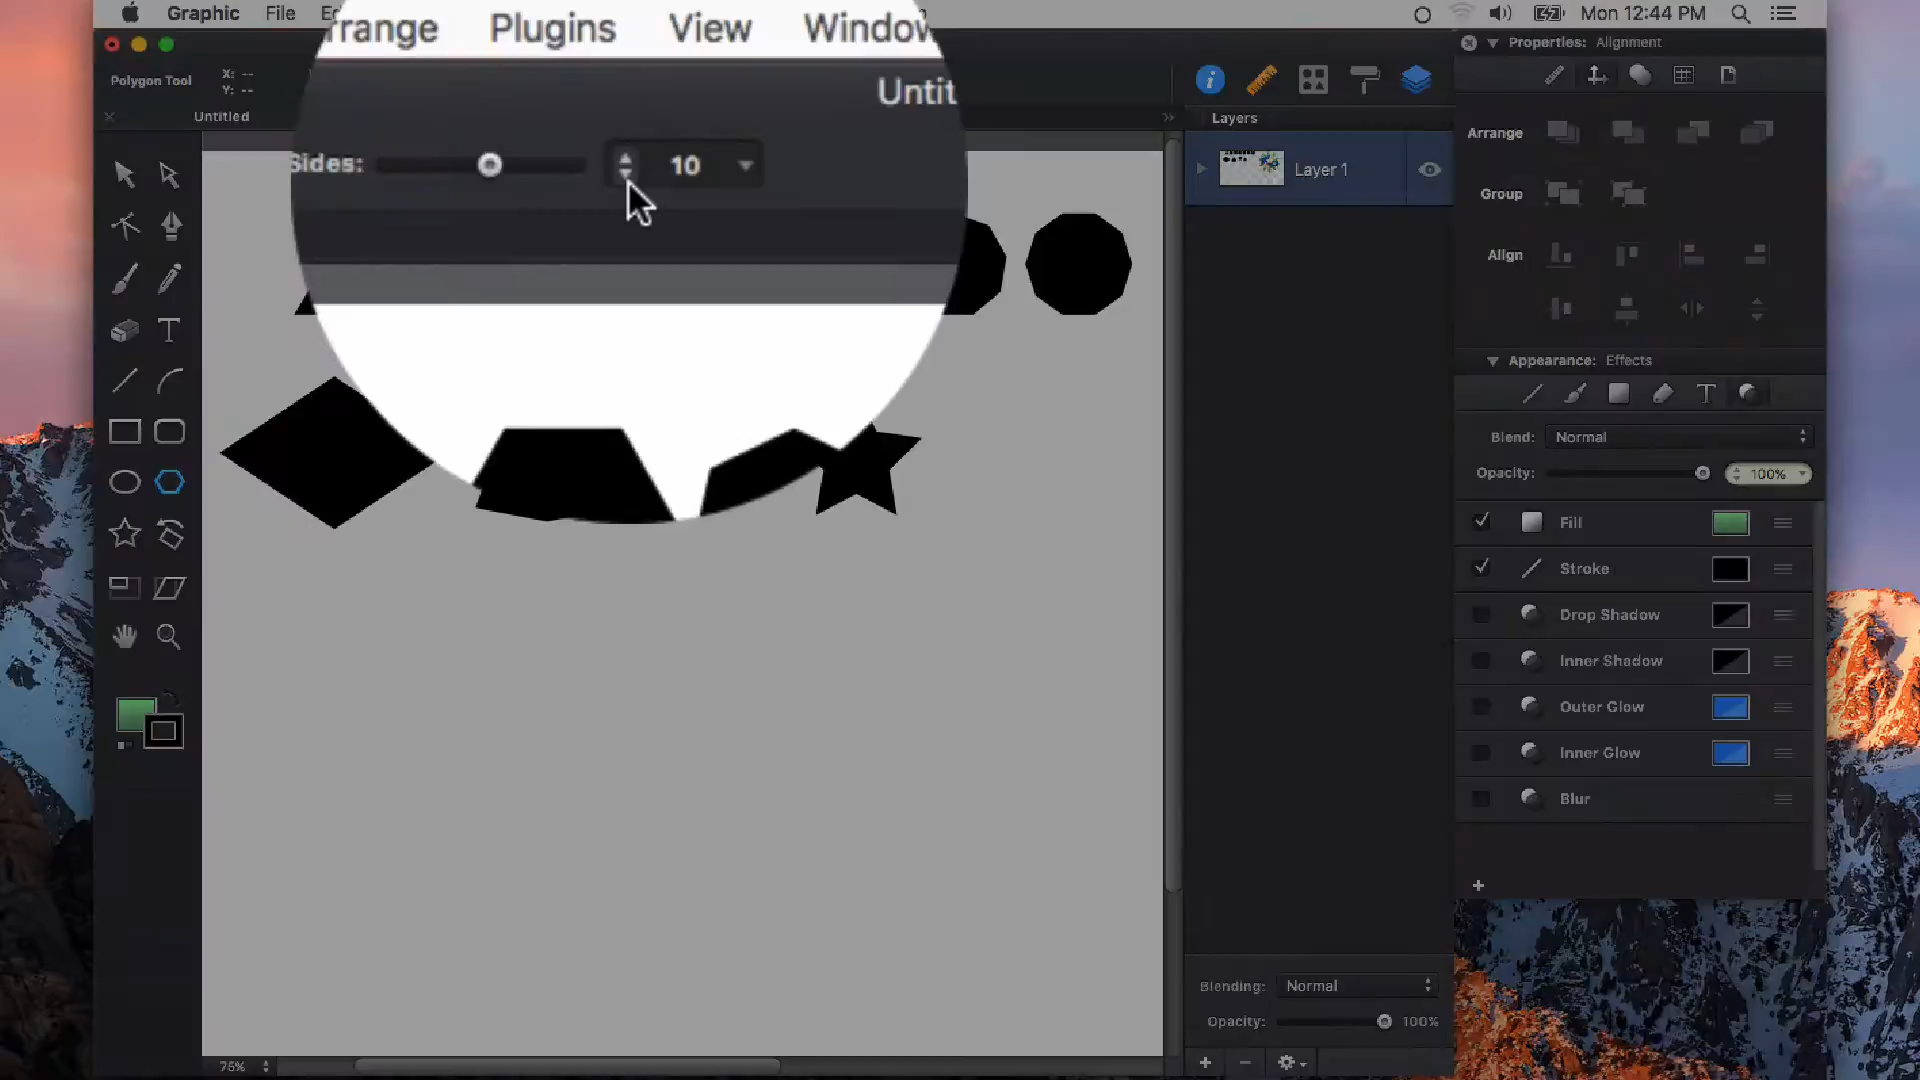 Graphic File
rrange Plugins View Window
Mon 12:44 PM
Polygon Tool
X: --
Y: --
Untitled
Untit
Sides: 10
Layers
Layer 1
Properties: Alignment
Arrange
Group
Align
Appearance: Effects
Blend: Normal
Opacity: 100%
Fill
Stroke
Drop Shadow
Inner Shadow
Outer Glow
Inner Glow
Blur
Blending: Normal
Opacity: 100%
75%